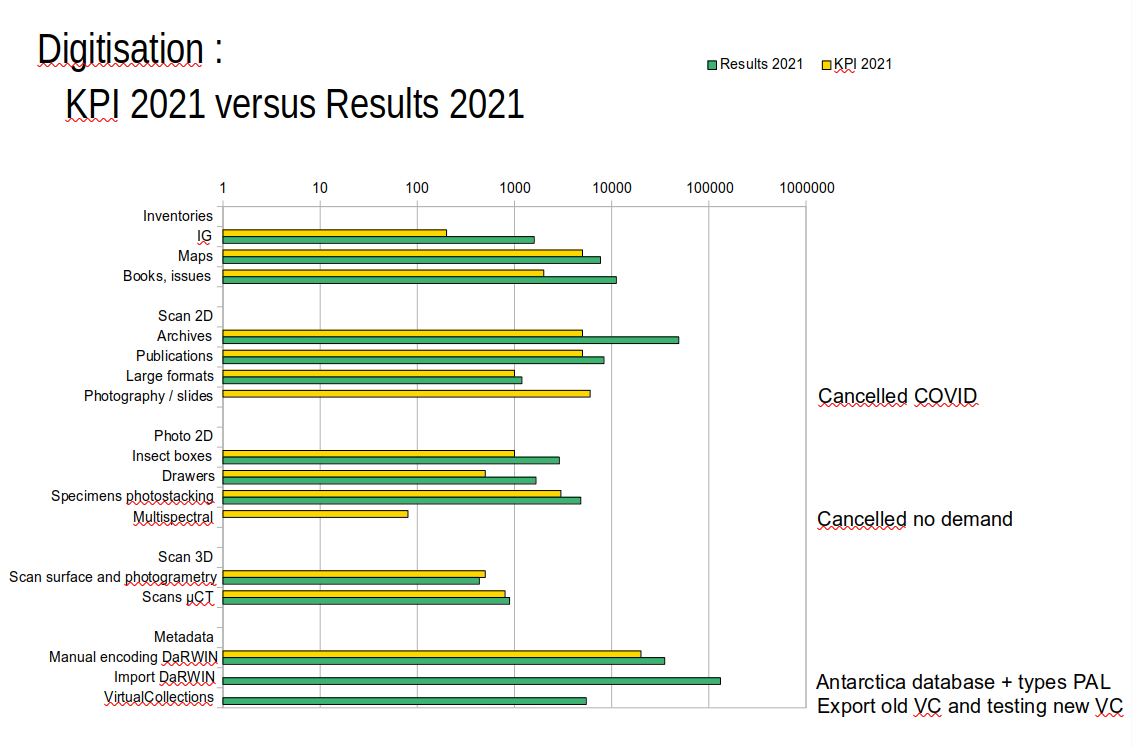 Digitisation :
KPI 2021 versus Results 2021
Results 2021 KPI 2021
1 10 100 1000 10000 100000 1000000
Inventories
IG
Maps
Books, issues
Scan 2D
Archives
Publications
Large formats
Photography / slides
Cancelled COVID
Photo 2D
Insect boxes
Drawers
Specimens photostacking
Multispectral
Cancelled no demand
Scan 3D
Scan surface and photogrametry
Scans µCT
Metadata
Manual encoding DaRWIN
Import DaRWIN
Antarctica database + types PAL
VirtualCollections
Export old VC and testing new VC